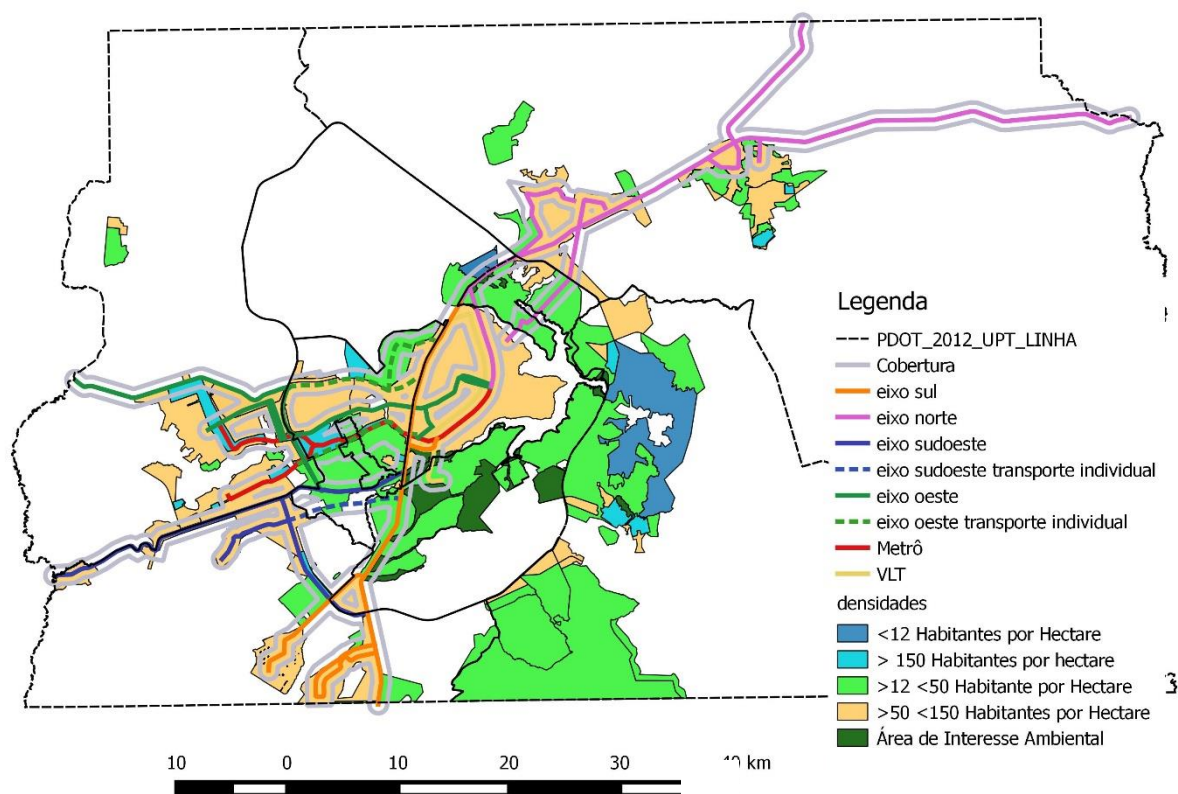 Legenda
PDOT_2012_UPT_LINHA
Cobertura
eixo sul
eixo norte
eixo sudoeste
eixo sudoeste transporte individual
eixo oeste
eixo oeste transporte individual
Metrô
VLT
densidades
<12 Habitantes por Hectare
> 150 Habitantes por hectare
>12 <50 Habitante por Hectare
>50 <150 Habitantes por Hectare
Área de Interesse Ambiental
10 0 10 20 30 40 km